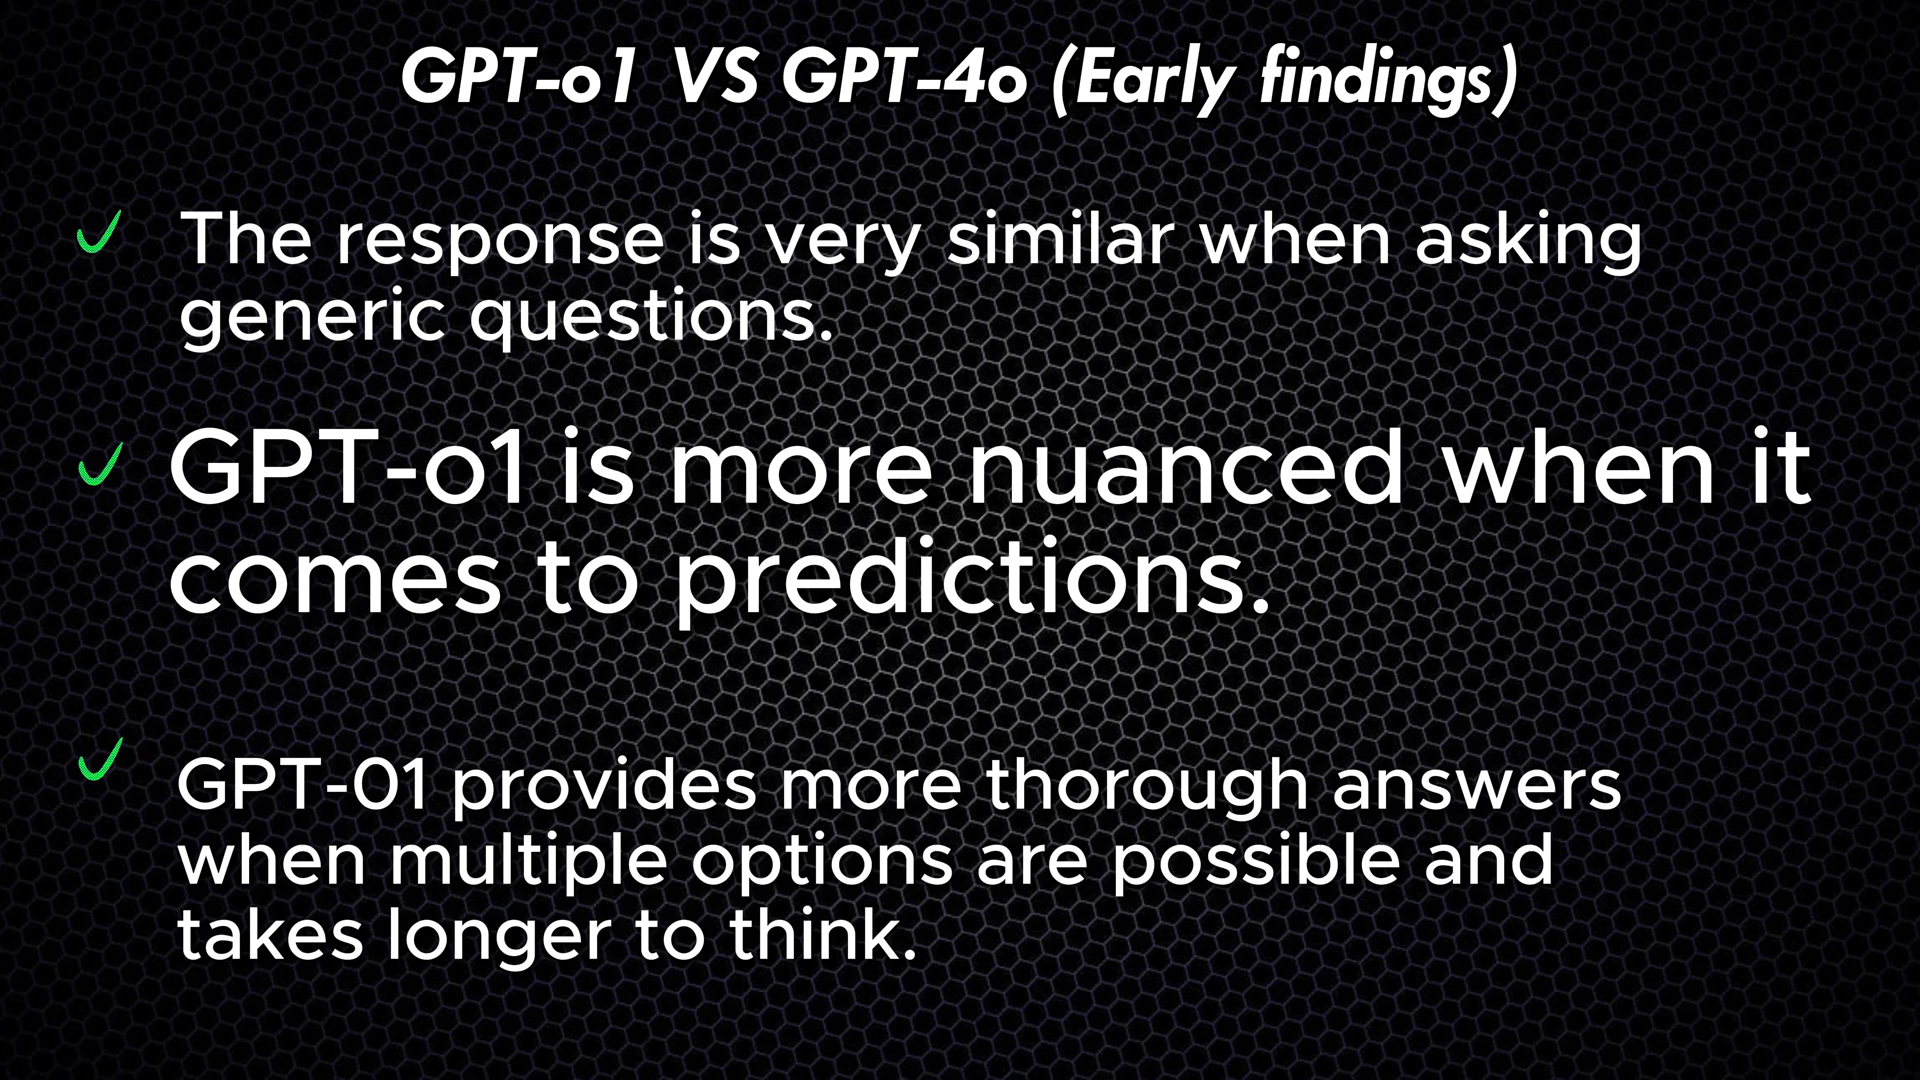 GPT-o1 VS GPT-4o (Early findings)
The response is very similar when asking
generic questions.
GPT-o1 is more nuanced when it
comes to predictions.
GPT-01 provides more thorough answers
when multiple options are possible and
takes longer to think.